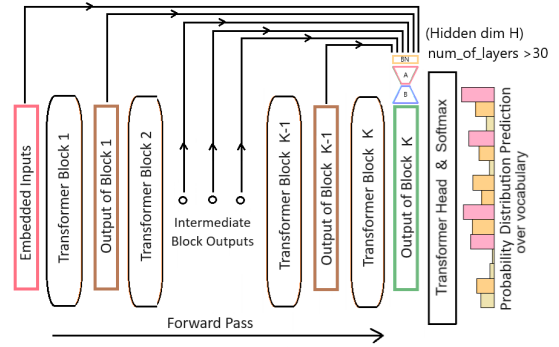 (Hidden dim H)
num_of_layers >30
BN
A
B
Embedded Inputs
Transformer Block 1
Output of Block 1
Transformer Block 2
Intermediate
Block Outputs
Transformer Block K-1
Output of Block K-1
Transformer Block K
Output of Block K
Transformer Head & Softmax
Probability Distribution Prediction
over vocabulary
Forward Pass